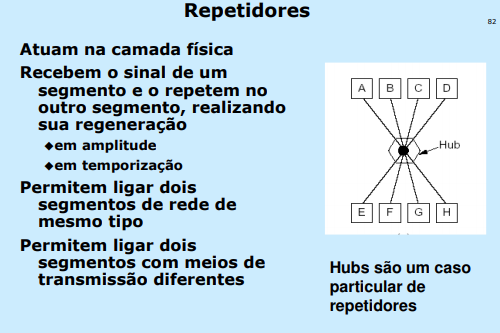 Repetidores
82
Atuam na camada física
Recebem o sinal de um
segmento e o repetem no
outro segmento, realizando
sua regeneração
◆em amplitude
◆em temporização
Permitem ligar dois
segmentos de rede de
mesmo tipo
Permitem ligar dois
segmentos com meios de
transmissão diferentes
A B C D
Hub
E F G H
Hubs são um caso
particular de
repetidores